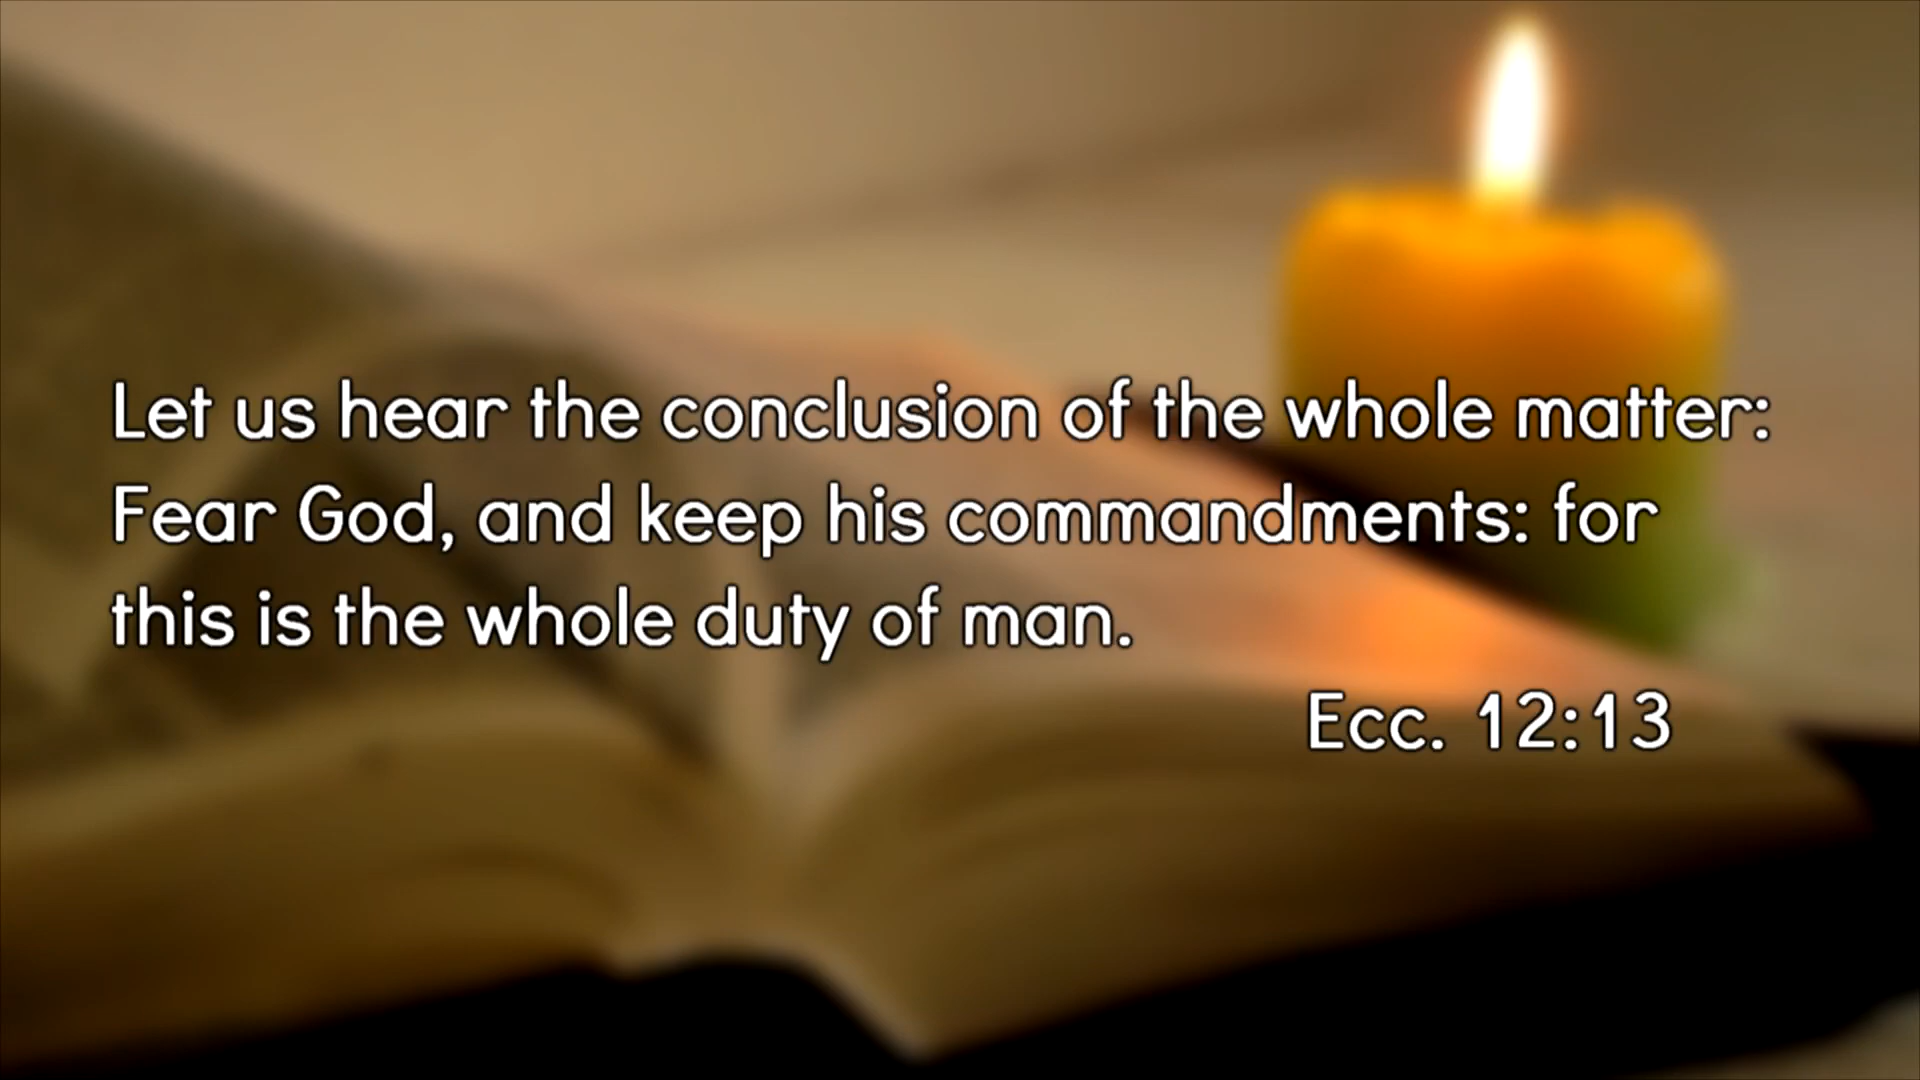 Let us hear the conclusion of the whole matter:
Fear God, and keep his commandments: for
this is the whole duty of man.
Ecc. 12:13